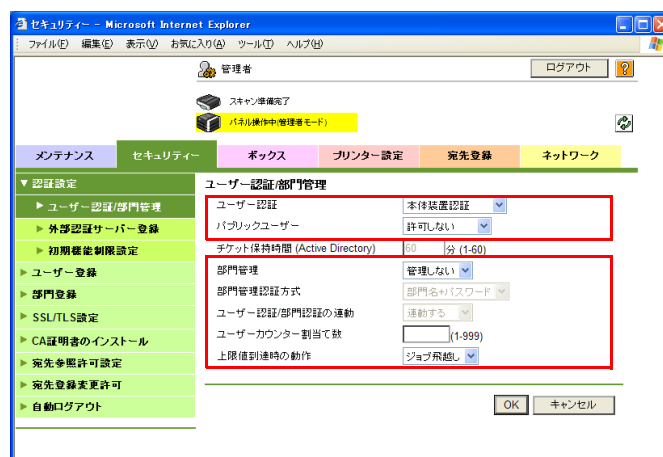 セキュリティー - Microsoft Internet Explorer
ファイル(F) 編集(E) 表示(V) お気に入り(A) ツール(T) ヘルプ(H)
管理者 ログアウト ?
スキャン準備完了
パネル操作中(管理者モード)
メンテナンス セキュリティー ボックス プリンター設定 宛先登録 ネットワーク
▼認証設定
▶ ユーザー認証/部門管理
▶ 外部認証サーバー登録
▶ 初期機能制限設定
▶ ユーザー登録
▶ 部門登録
▶ SSL/TLS設定
▶ CA証明書のインストール
▶ 宛先参照許可設定
▶ 宛先登録変更許可
▶ 自動ログアウト
ユーザー認証/部門管理
ユーザー認証 本体装置認証
パブリックユーザー 許可しない
チケット保持時間 (Active Directory) 60 分 (1-60)
部門管理 管理しない
部門管理認証方式 部門名+パスワード
ユーザー認証/部門認証の連動 連動する
ユーザーカウンター割当て数 (1-999)
上限値到達時の動作 ジョブ飛越し
OK キャンセル